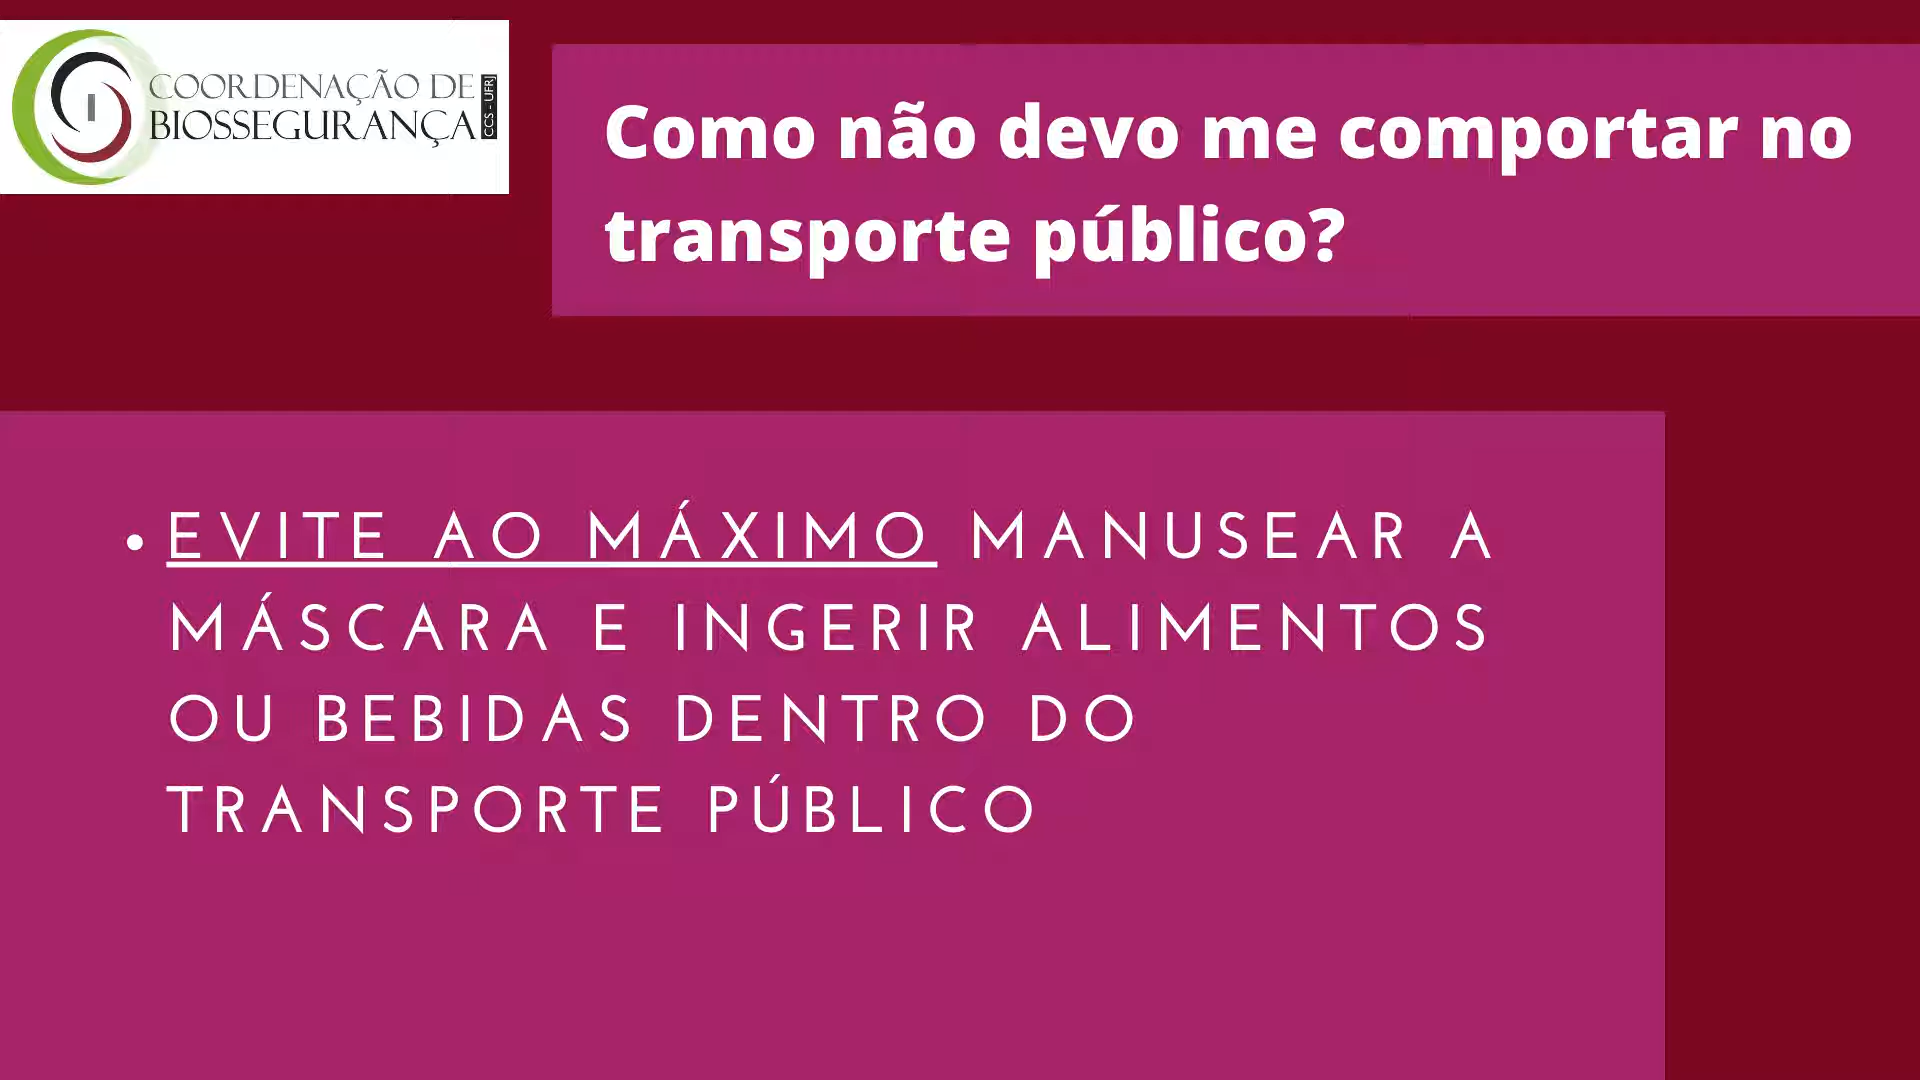 COORDENAÇÃO DE
BIOSSEGURANÇA
CCS - UFRJ
Como não devo me comportar no
transporte público?
• EVITE AO MÁXIMO MANUSEAR A
MÁSCARA E INGERIR ALIMENTOS
OU BEBIDAS DENTRO DO
TRANSPORTE PÚBLICO